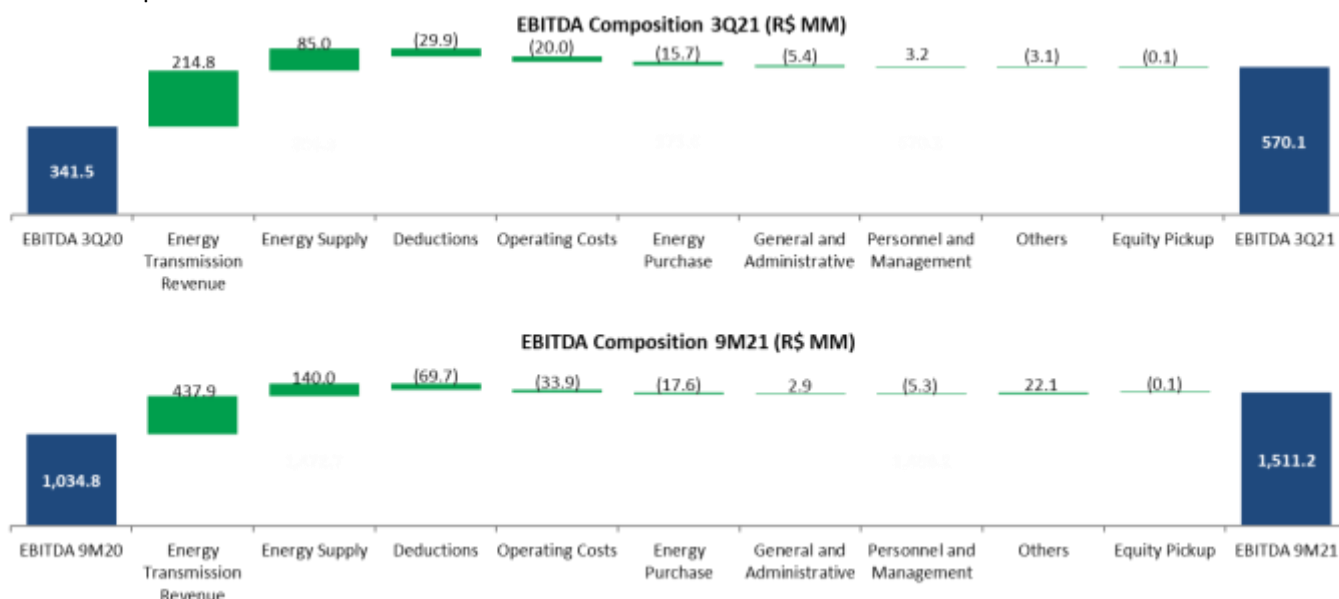 EBITDA Composition 3Q21 (R$ MM)
341.5
214.8
85.0
(29.9)
(20.0)
(15.7)
(5.4)
3.2
(3.1)
(0.1)
570.1
EBITDA 3Q20
Energy
Transmission
Revenue
Energy Supply
Deductions
Operating Costs
Energy
Purchase
General and
Administrative
Personnel and
Management
Others
Equity Pickup
EBITDA 3Q21
EBITDA Composition 9M21 (R$ MM)
1,034.8
437.9
140.0
(69.7)
(33.9)
(17.6)
2.9
(5.3)
22.1
(0.1)
1,511.2
EBITDA 9M20
Energy
Transmission
Revenue
Energy Supply
Deductions
Operating Costs
Energy
Purchase
General and
Administrative
Personnel and
Management
Others
Equity Pickup
EBITDA 9M21